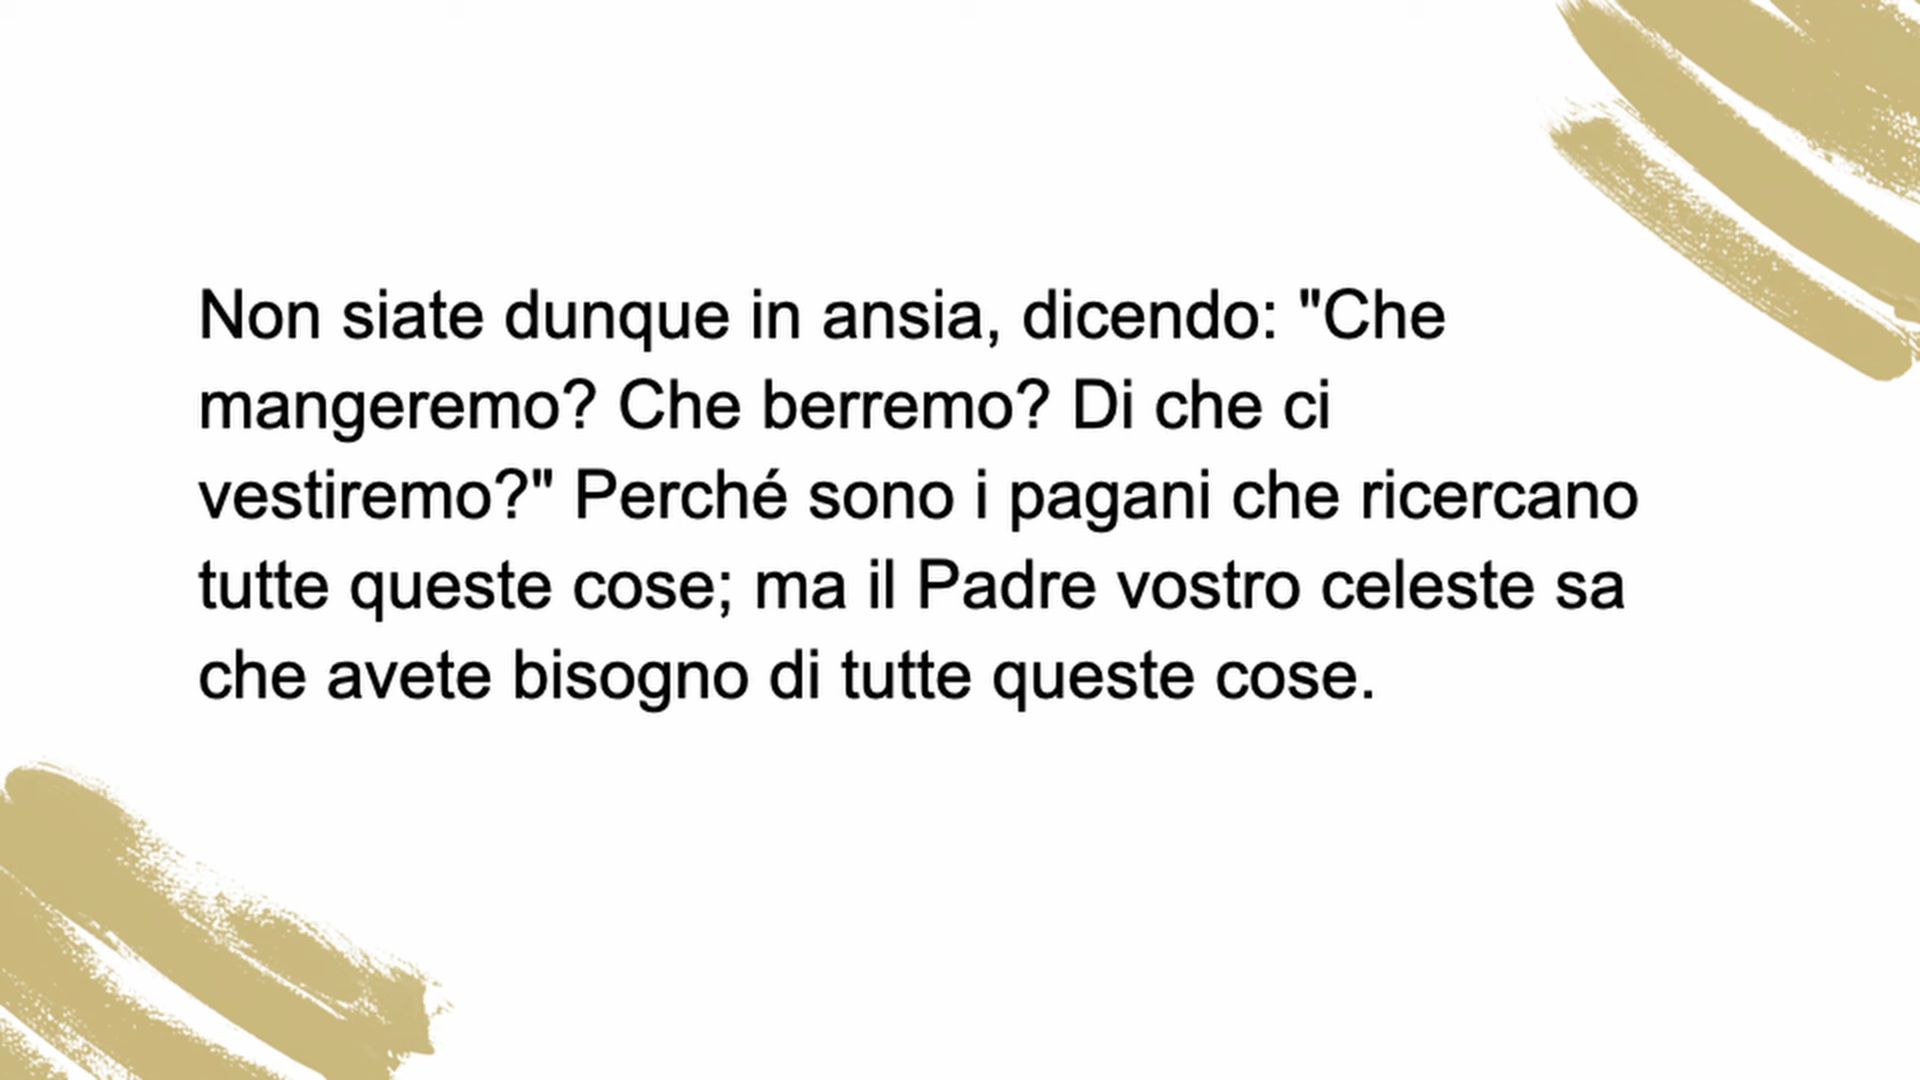 Non siate dunque in ansia, dicendo: "Che
mangeremo? Che berremo? Di che ci
vestiremo?" Perché sono i pagani che ricercano
tutte queste cose; ma il Padre vostro celeste sa
che avete bisogno di tutte queste cose.